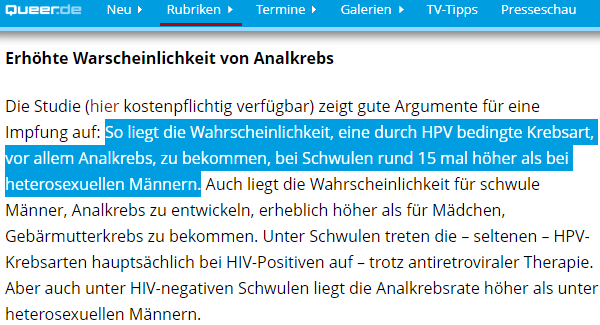 Queer.de Neu Rubriken Termine Galerien TV-Tipps Presseschau
Erhöhte Warscheinlichkeit von Analkrebs
Die Studie (hier kostenpflichtig verfügbar) zeigt gute Argumente für eine
Impfung auf: So liegt die Wahrscheinlichkeit, eine durch HPV bedingte Krebsart,
vor allem Analkrebs, zu bekommen, bei Schwulen rund 15 mal höher als bei
heterosexuellen Männern. Auch liegt die Wahrscheinlichkeit für schwule
Männer, Analkrebs zu entwickeln, erheblich höher als für Mädchen,
Gebärmutterkrebs zu bekommen. Unter Schwulen treten die – seltenen – HPV-
Krebsarten hauptsächlich bei HIV-Positiven auf – trotz antiretroviraler Therapie.
Aber auch unter HIV-negativen Schwulen liegt die Analkrebsrate höher als unter
heterosexuellen Männern.